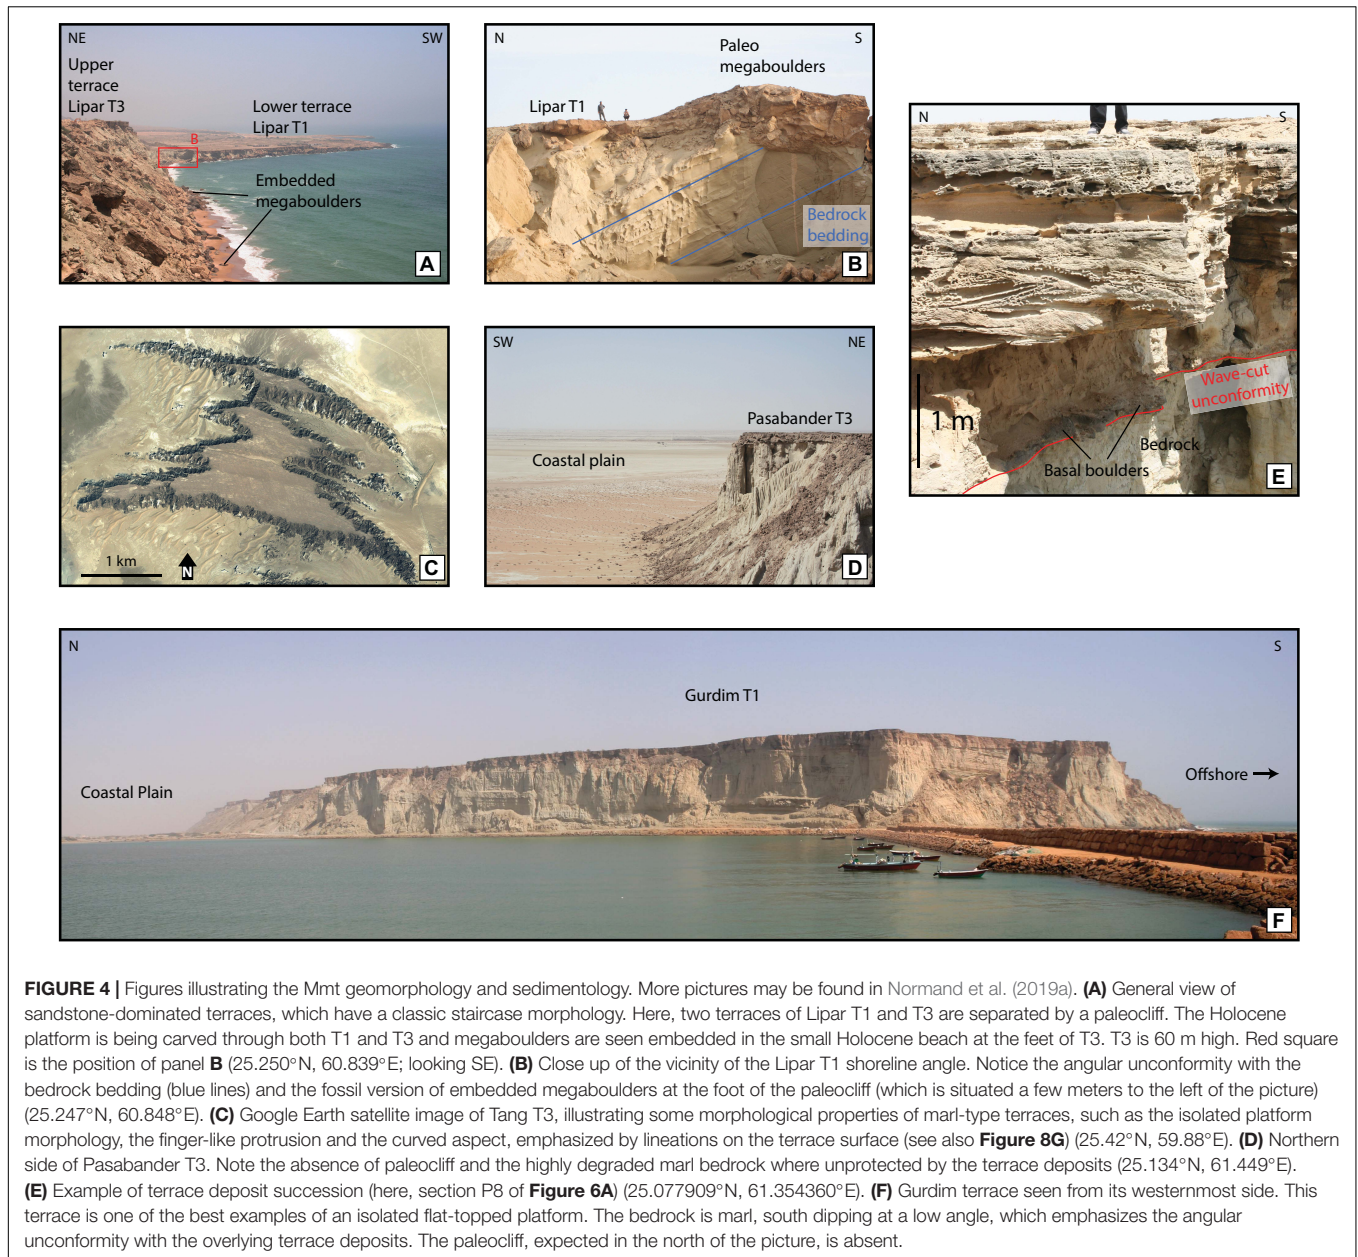 NE
SW
Upper
terrace
Lipar T3
Lower terrace
Lipar T1
B
Embedded
megaboulders
A
N
S
Paleo
megaboulders
Lipar T1
Bedrock
bedding
B
N
S
Wave-cut
unconformity
1 m
Bedrock
Basal boulders
E
1 km
N
C
SW
NE
Pasabander T3
Coastal plain
D
N
S
Gurdim T1
Coastal Plain
Offshore
F
FIGURE 4 | Figures illustrating the Mmt geomorphology and sedimentology. More pictures may be found in Normand et al. (2019a). (A) General view of
sandstone-dominated terraces, which have a classic staircase morphology. Here, two terraces of Lipar T1 and T3 are separated by a paleocliff. The Holocene
platform is being carved through both T1 and T3 and megaboulders are seen embedded in the small Holocene beach at the feet of T3. T3 is 60 m high. Red square
is the position of panel B (25.250°N, 60.839°E; looking SE). (B) Close up of the vicinity of the Lipar T1 shoreline angle. Notice the angular unconformity with the
bedrock bedding (blue lines) and the fossil version of embedded megaboulders at the foot of the paleocliff (which is situated a few meters to the left of the picture)
(25.247°N, 60.848°E). (C) Google Earth satellite image of Tang T3, illustrating some morphological properties of marl-type terraces, such as the isolated platform
morphology, the finger-like protrusion and the curved aspect, emphasized by lineations on the terrace surface (see also Figure 8G) (25.42°N, 59.88°E). (D) Northern
side of Pasabander T3. Note the absence of paleocliff and the highly degraded marl bedrock where unprotected by the terrace deposits (25.134°N, 61.449°E).
(E) Example of terrace deposit succession (here, section P8 of Figure 6A) (25.077909°N, 61.354360°E). (F) Gurdim terrace seen from its westernmost side. This
terrace is one of the best examples of an isolated flat-topped platform. The bedrock is marl, south dipping at a low angle, which emphasizes the angular
unconformity with the overlying terrace deposits. The paleocliff, expected in the north of the picture, is absent.